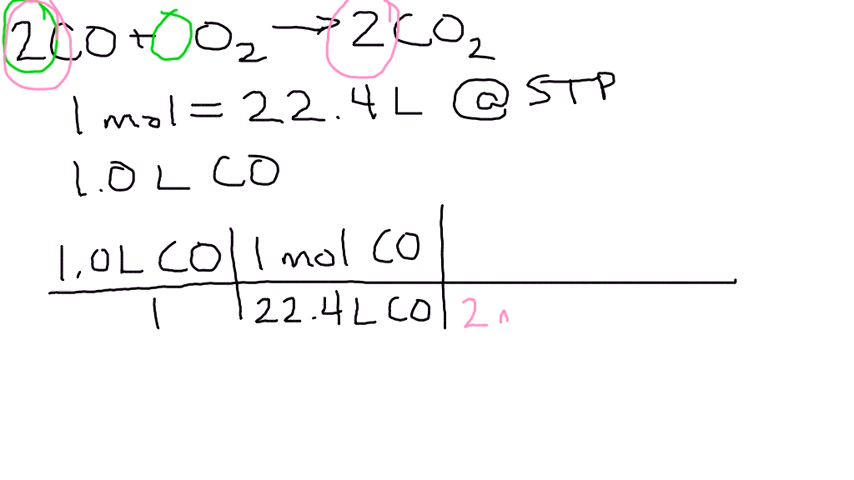 2CO + O₂ → 2CO₂
1 mol = 22.4 L @ STP
1.0 L CO
1.0L CO | 1 mol CO |
1 | 22.4 L CO | 2